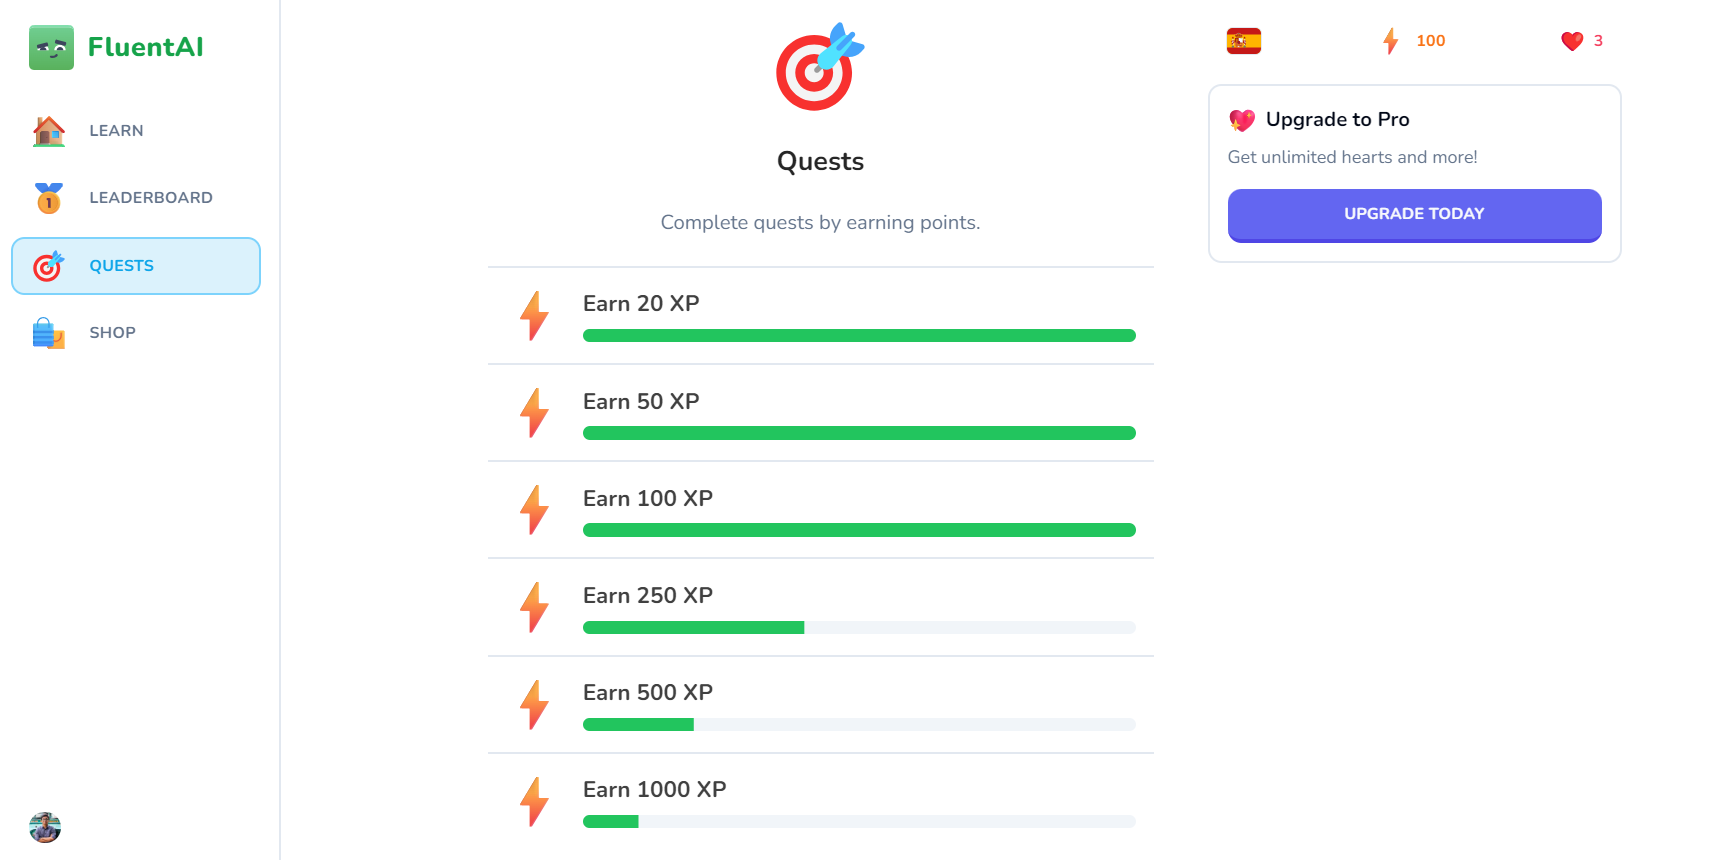 FluentAI
LEARN
LEADERBOARD
1
QUESTS
SHOP
Quests
Complete quests by earning points.
Earn 20 XP
Earn 50 XP
Earn 100 XP
Earn 250 XP
Earn 500 XP
Earn 1000 XP
100
3
Upgrade to Pro
Get unlimited hearts and more!
UPGRADE TODAY